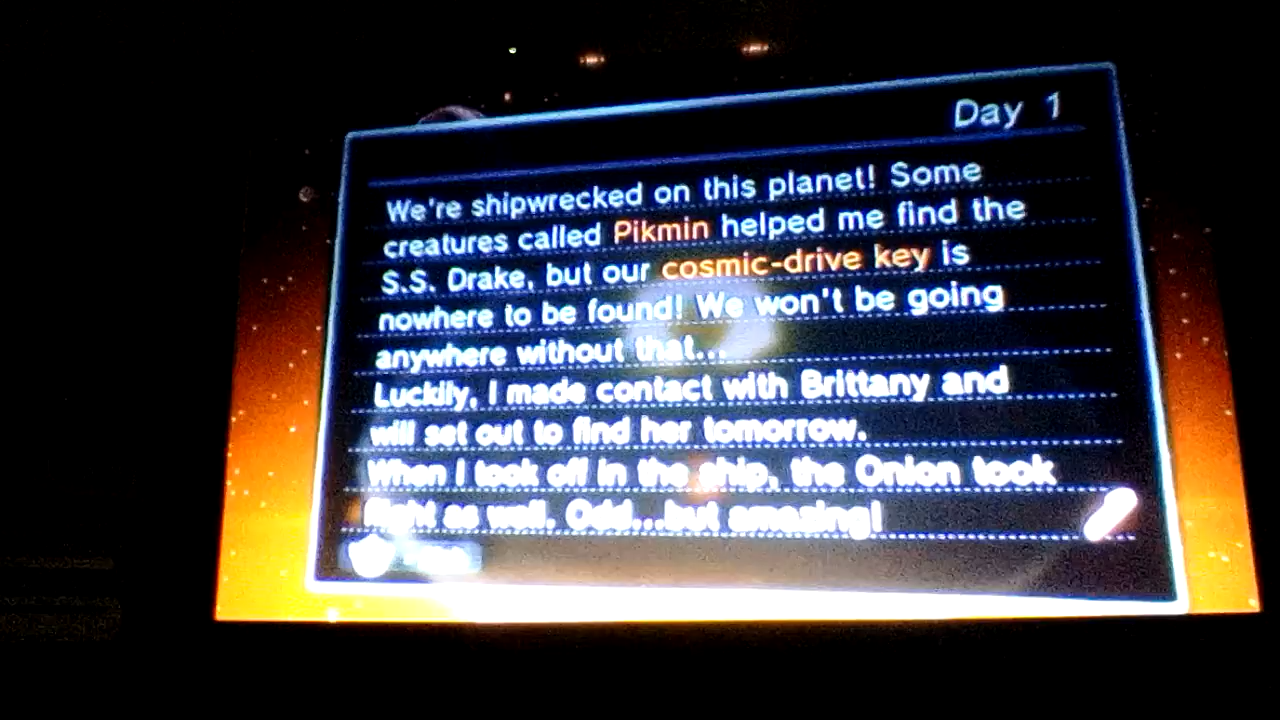 Day 1
We're shipwrecked on this planet! Some
creatures called Pikmin helped me find the
S.S. Drake, but our cosmic-drive key is
nowhere to be found! We won't be going
anywhere without that...
Luckily, I made contact with Brittany and
will set out to find her tomorrow.
When I took off in the ship, the Onion took
flight as well. Odd...but amazing!